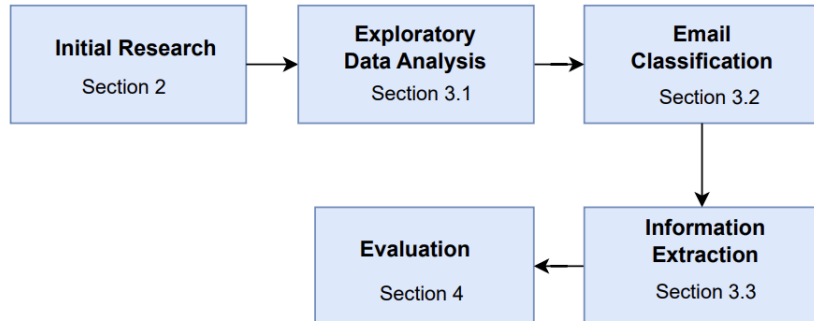 Initial Research
Section 2
Exploratory
Data Analysis
Section 3.1
Email
Classification
Section 3.2
Information
Extraction
Section 3.3
Evaluation
Section 4